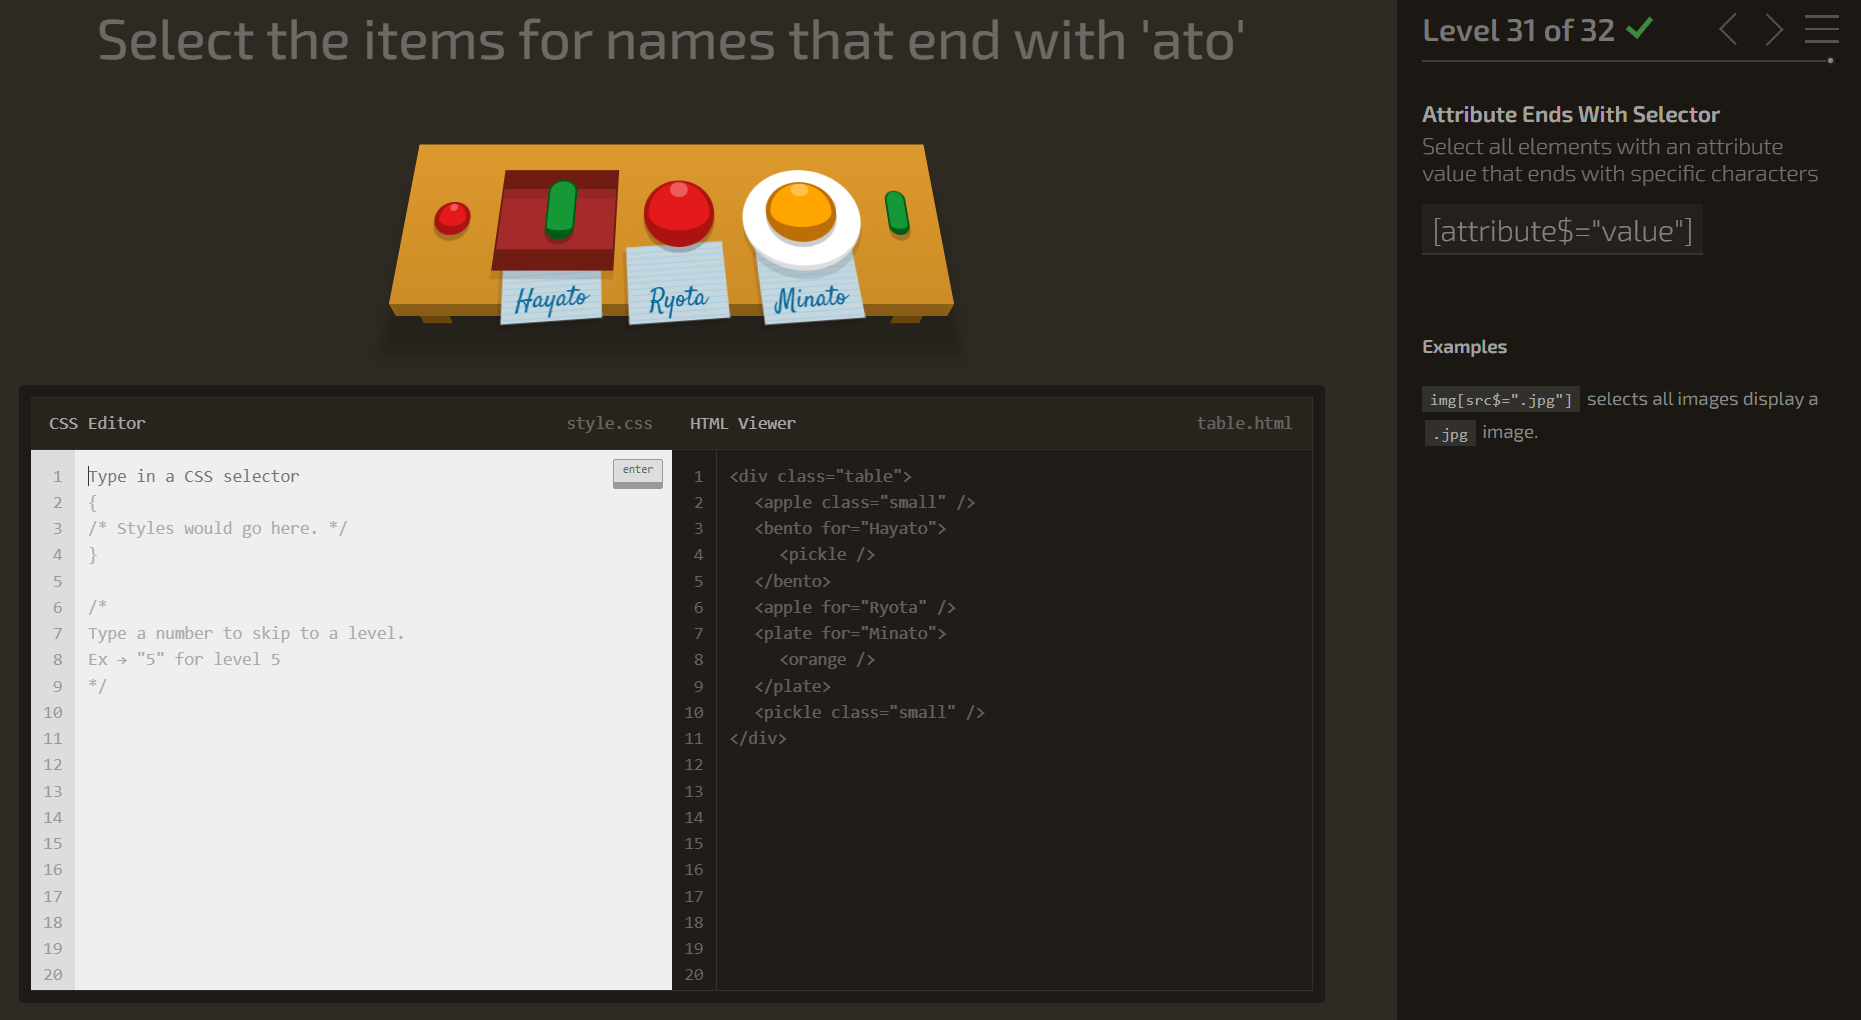 Select the items for names that end with 'ato'
Hayato
Ryota
Minato
CSS Editor
style.css
1 Type in a CSS selector
enter
2 {
3 /* Styles would go here. */
4 }
5
6 /*
7 Type a number to skip to a level.
8 Ex → "5" for level 5
9 */
10
11
12
13
14
15
16
17
18
19
20
HTML Viewer
table.html
1 <div class="table">
2 <apple class="small" />
3 <bento for="Hayato">
4 <pickle />
5 </bento>
6 <apple for="Ryota" />
7 <plate for="Minato">
8 <orange />
9 </plate>
10 <pickle class="small" />
11 </div>
12
13
14
15
16
17
18
19
20
Level 31 of 32
Attribute Ends With Selector
Select all elements with an attribute
value that ends with specific characters
[attribute$="value"]
Examples
img[src$=".jpg"] selects all images display a
.jpg image.